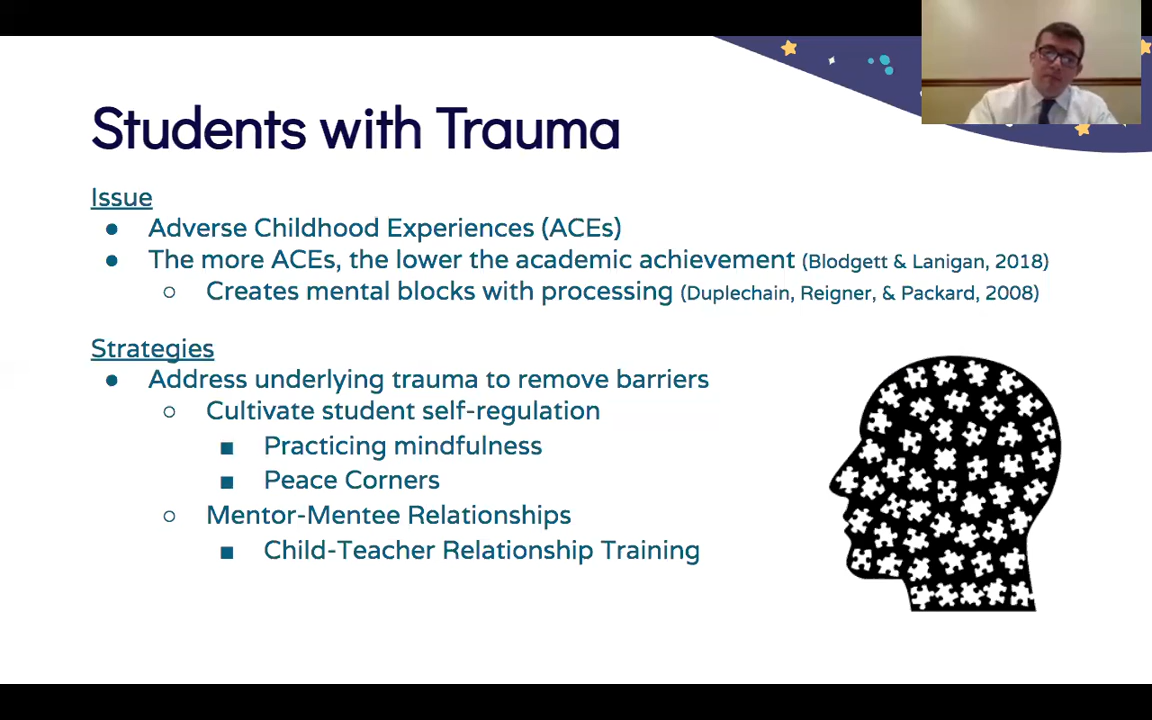 Students with Trauma
Issue
● Adverse Childhood Experiences (ACEs)
● The more ACEs, the lower the academic achievement (Blodgett & Lanigan, 2018)
○ Creates mental blocks with processing (Duplechain, Reigner, & Packard, 2008)
Strategies
● Address underlying trauma to remove barriers
○ Cultivate student self-regulation
■ Practicing mindfulness
■ Peace Corners
○ Mentor-Mentee Relationships
■ Child-Teacher Relationship Training